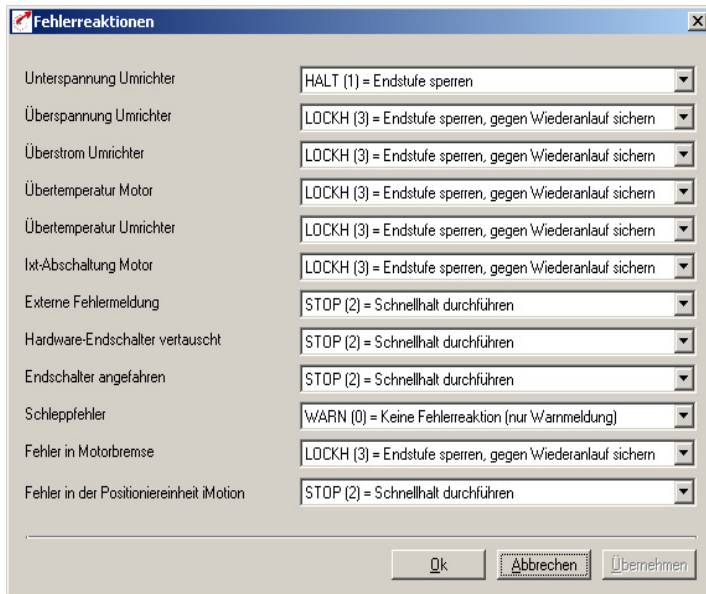 Fehlerreaktionen
Unterspannung Umrichter HALT (1) = Endstufe sperren
Überspannung Umrichter LOCKH (3) = Endstufe sperren, gegen Wiederanlauf sichern
Überstrom Umrichter LOCKH (3) = Endstufe sperren, gegen Wiederanlauf sichern
Übertemperatur Motor LOCKH (3) = Endstufe sperren, gegen Wiederanlauf sichern
Übertemperatur Umrichter LOCKH (3) = Endstufe sperren, gegen Wiederanlauf sichern
Ixt-Abschaltung Motor LOCKH (3) = Endstufe sperren, gegen Wiederanlauf sichern
Externe Fehlermeldung STOP (2) = Schnellhalt durchführen
Hardware-Endschalter vertauscht STOP (2) = Schnellhalt durchführen
Endschalter angefahren STOP (2) = Schnellhalt durchführen
Schleppfehler WARN (0) = Keine Fehlerreaktion (nur Warnmeldung)
Fehler in Motorbremse LOCKH (3) = Endstufe sperren, gegen Wiederanlauf sichern
Fehler in der Positioniereinheit iMotion STOP (2) = Schnellhalt durchführen
Ok Abbrechen Übernehmen